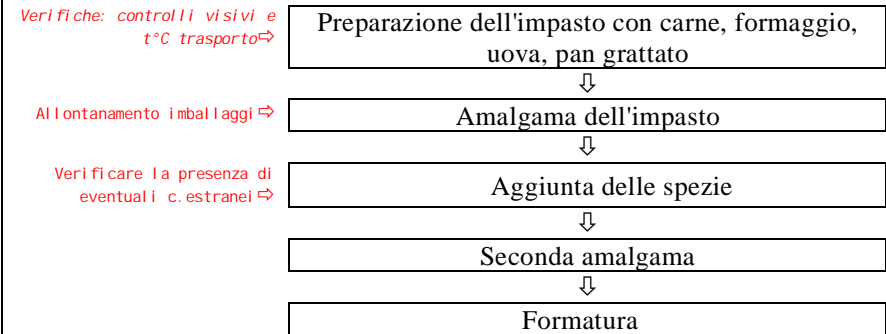 Verifiche: controlli visivi e
t°C trasporto⇨
Preparazione dell'impasto con carne, formaggio,
uova, pan grattato
⇩
Allontanamento imballaggi⇨
Amalgama dell'impasto
⇩
Verificare la presenza di
eventuali c.estranei⇨
Aggiunta delle spezie
⇩
Seconda amalgama
⇩
Formatura